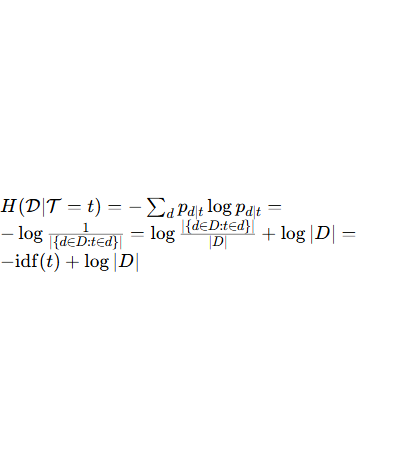 H(𝒟|𝒯 = t) = −∑_d p_{d|t} log p_{d|t} =
−log 1/|{d∈D:t∈d}| = log |{d∈D:t∈d}|/|D| + log |D| =
−idf(t) + log |D|